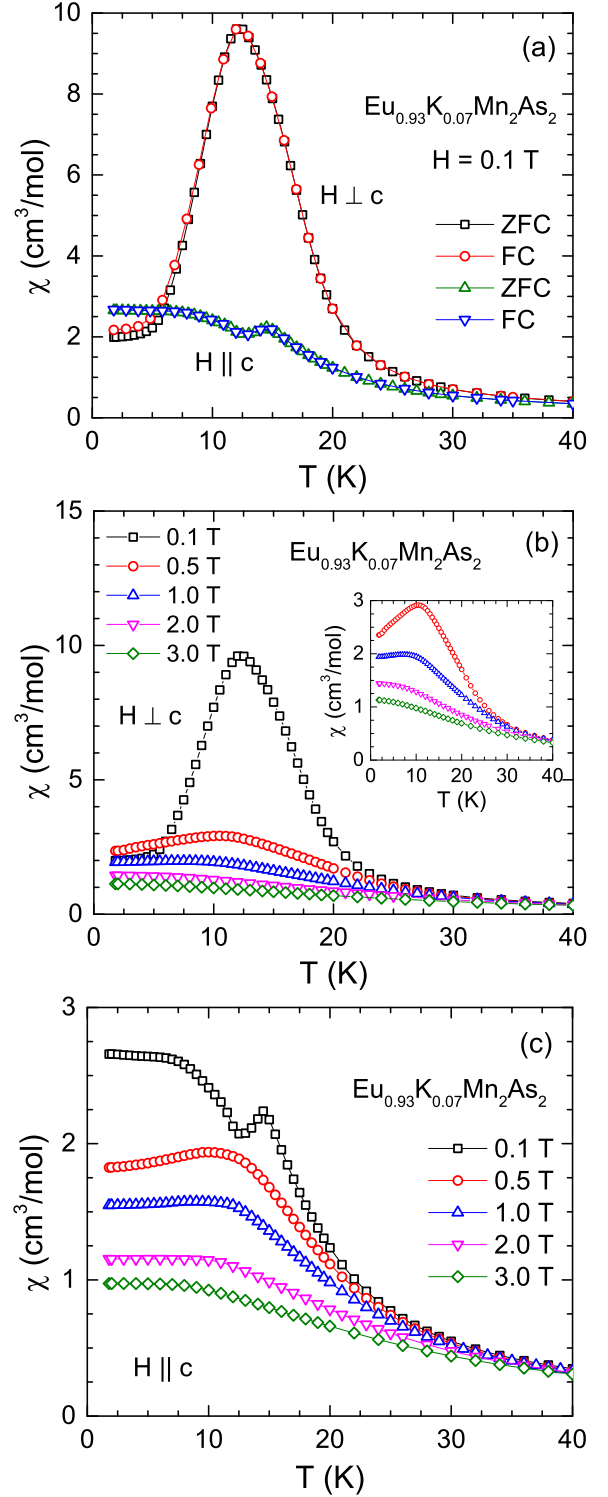 10
(a)
Eu0.93K0.07Mn2As2
8
H = 0.1 T
6
H ⊥ c
χ (cm3/mol)
ZFC
FC
4
ZFC
FC
2
H || c
0
0 10 20 30 40
T (K)
15
0.1 T
Eu0.93K0.07Mn2As2
(b)
0.5 T
1.0 T
2.0 T
3.0 T
10
H ⊥ c
χ (cm3/mol)
5
0
0 10 20 30 40
T (K)
3
2
1
0
χ (cm3/mol)
0 10 20 30 40
T (K)
3
(c)
Eu0.93K0.07Mn2As2
2
0.1 T
0.5 T
1.0 T
2.0 T
3.0 T
χ (cm3/mol)
1
H || c
0
0 10 20 30 40
T (K)